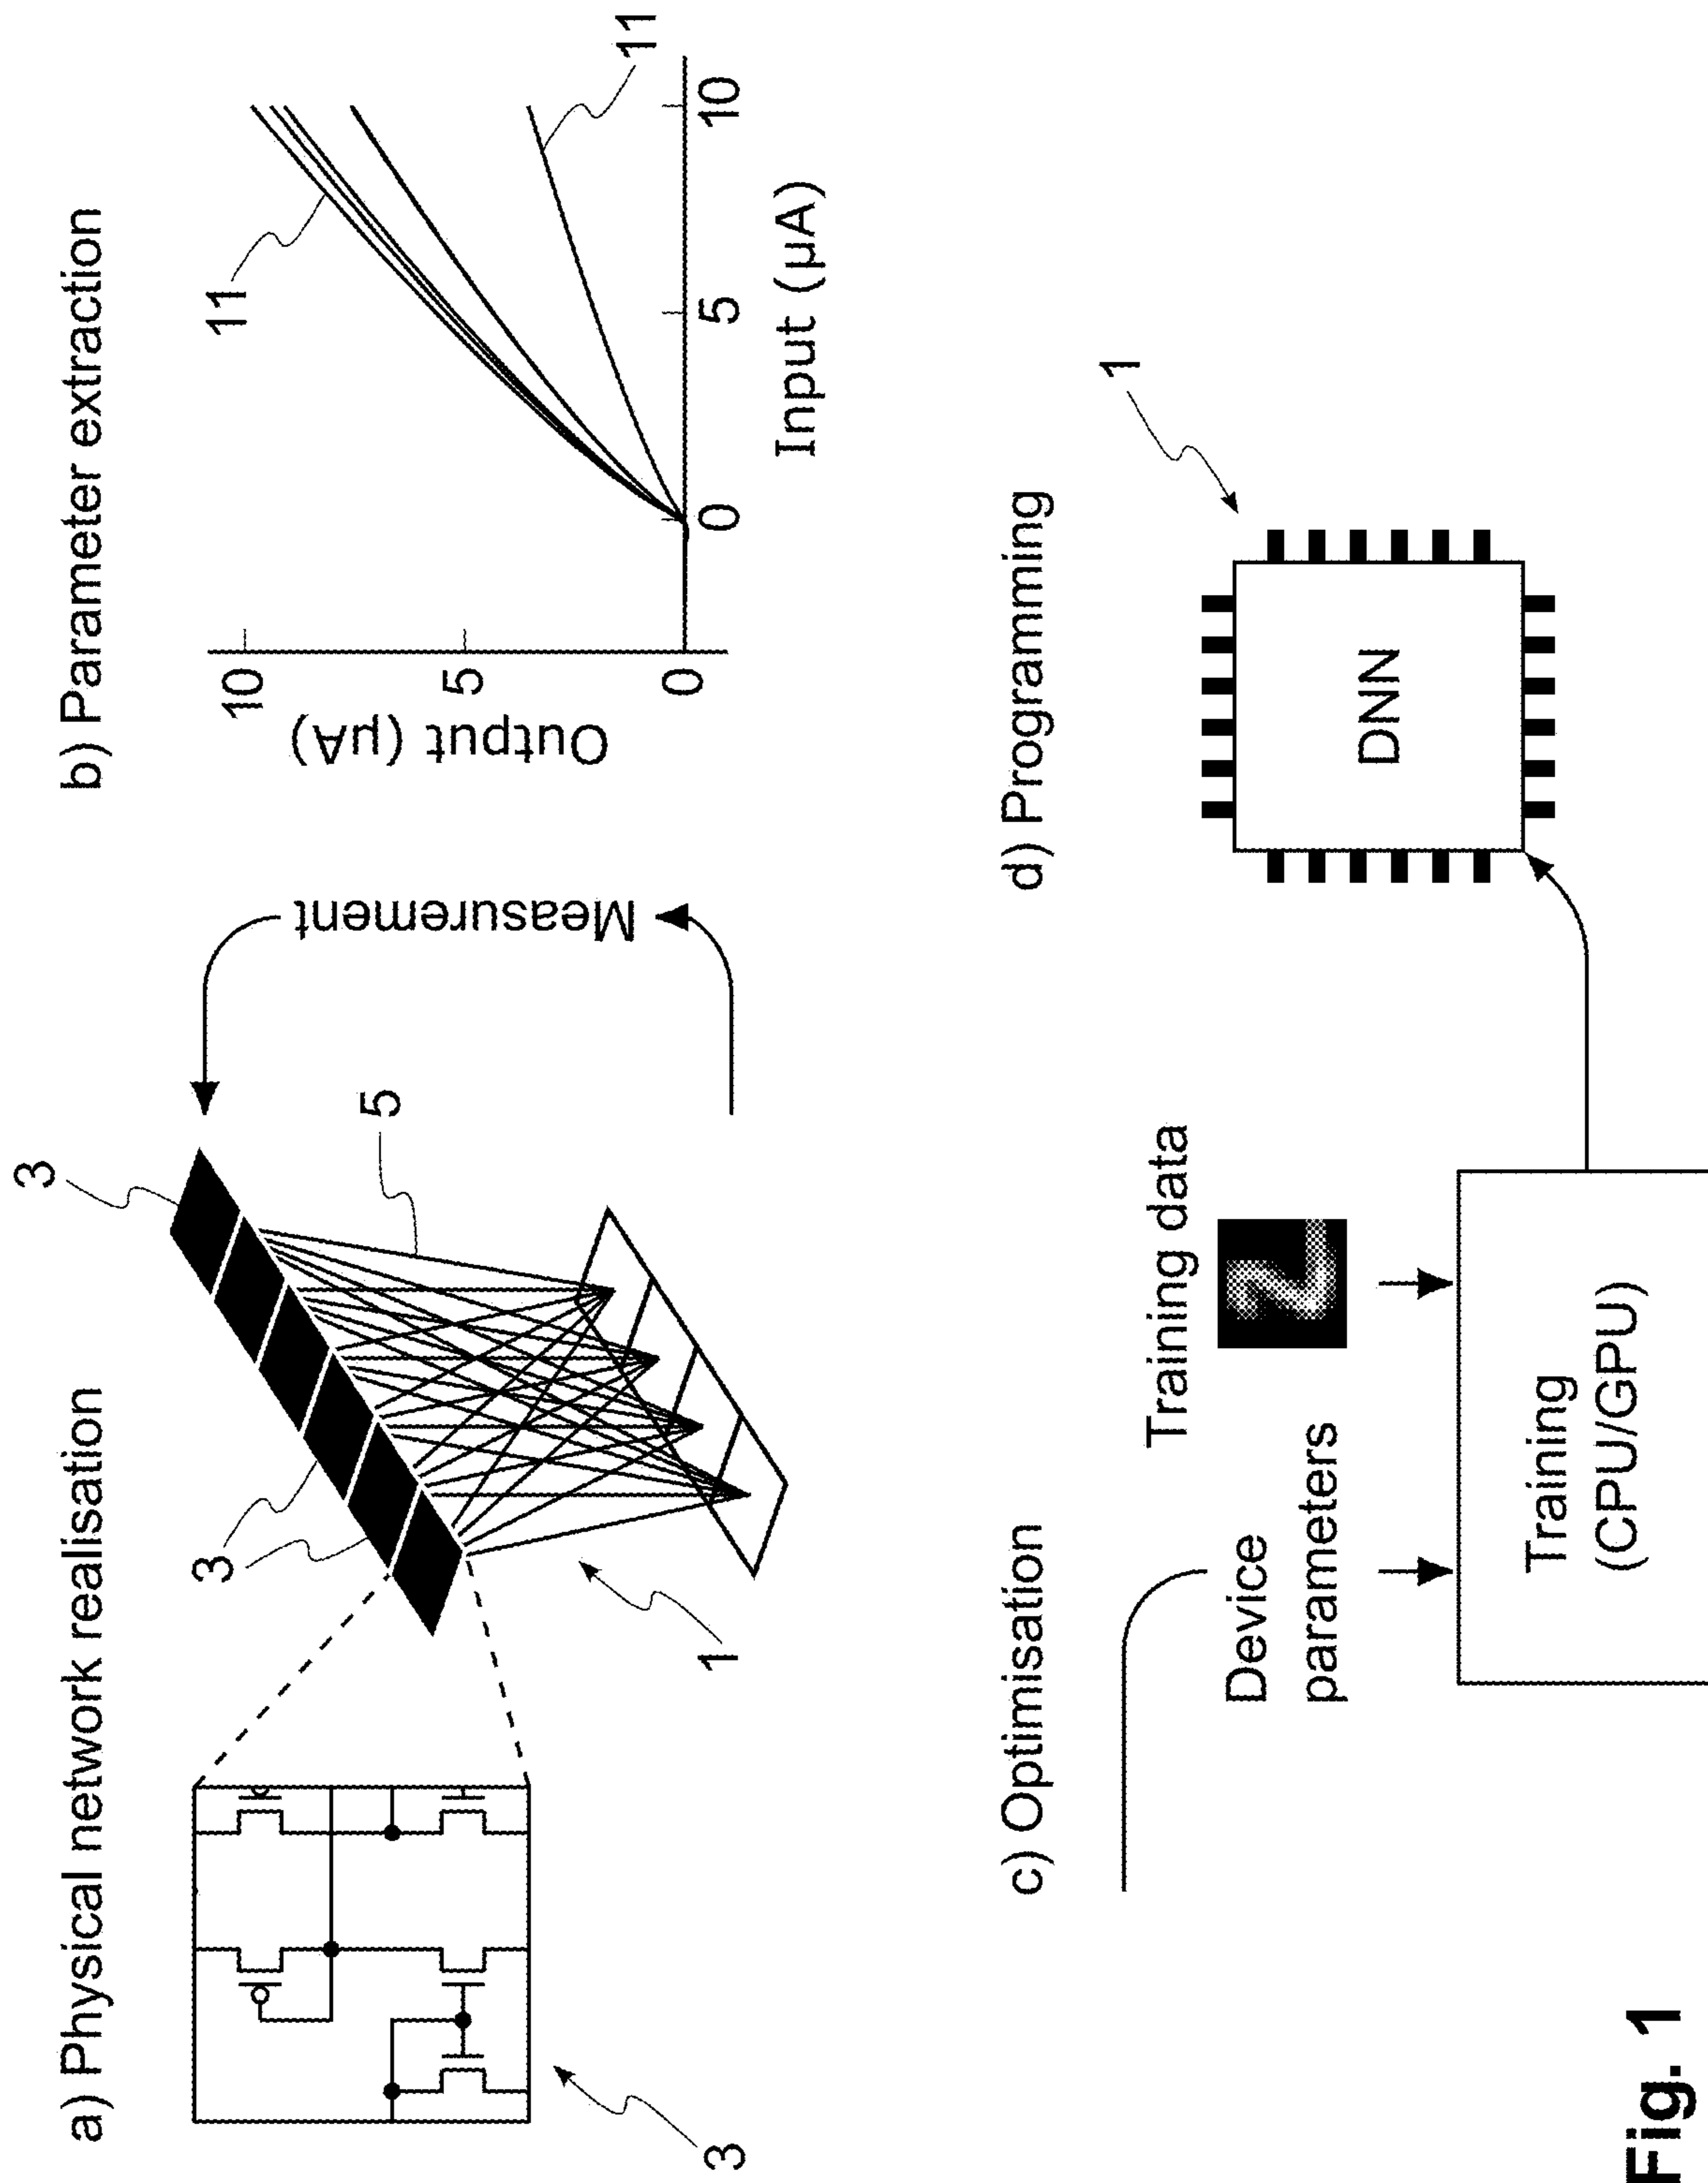 a) Physical network realisation
3
3
3
5
1
Measurement
b) Parameter extraction
Output (µA)
10
5
0
0
5
10
Input (µA)
11
11
c) Optimisation
Device
parameters
Training data
2
Training
(CPU/GPU)
d) Programming
DNN
1
Fig. 1